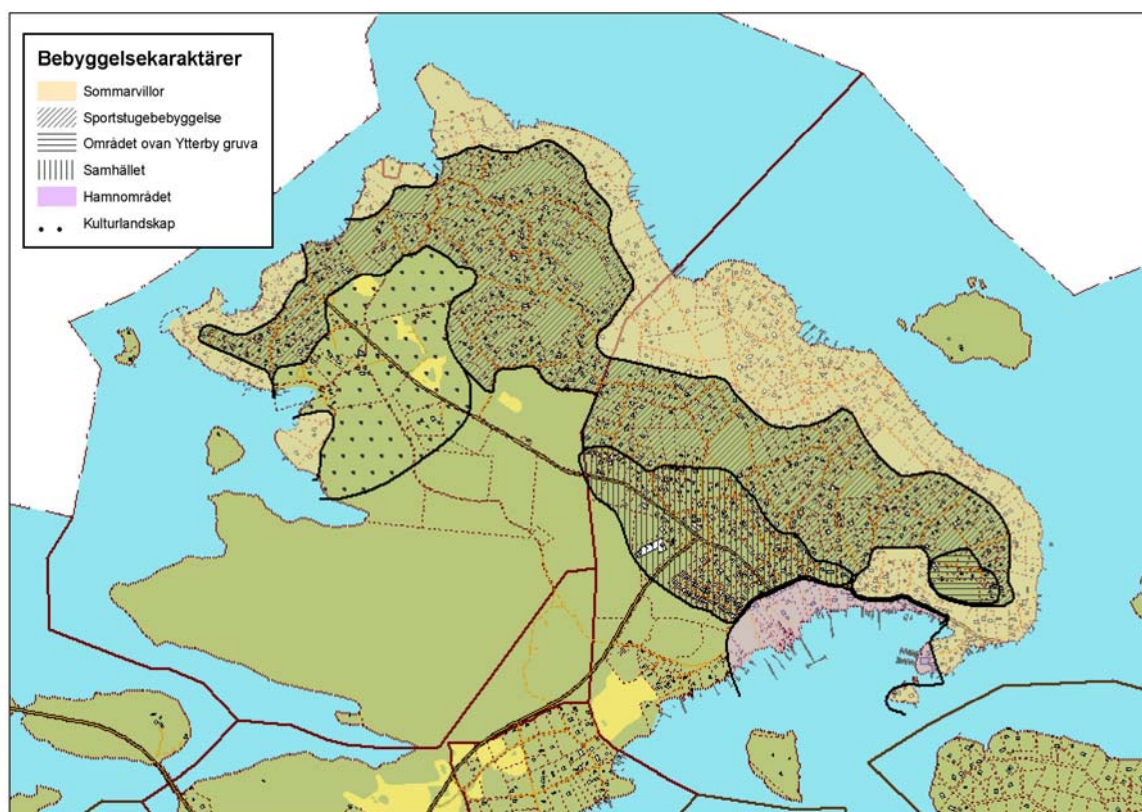 Bebyggelsekaraktärer
Sommarvillor
Sportstugebebyggelse
Området ovan Ytterby gruva
Samhället
Hamnområdet
Kulturlandskap